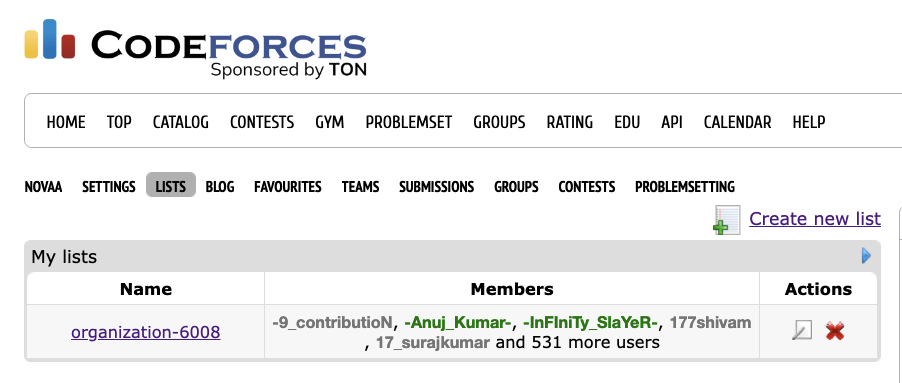 CODEFORCES
Sponsored by TON
HOME TOP CATALOG CONTESTS GYM PROBLEMSET GROUPS RATING EDU API CALENDAR HELP
NOVAA SETTINGS LISTS BLOG FAVOURITES TEAMS SUBMISSIONS GROUPS CONTESTS PROBLEMSETTING
Create new list
My lists
Name Members Actions
organization-6008 -9_contributioN, -Anuj_Kumar-, -InFIniTy_SlaYeR-, 177shivam
, 17_surajkumar and 531 more users